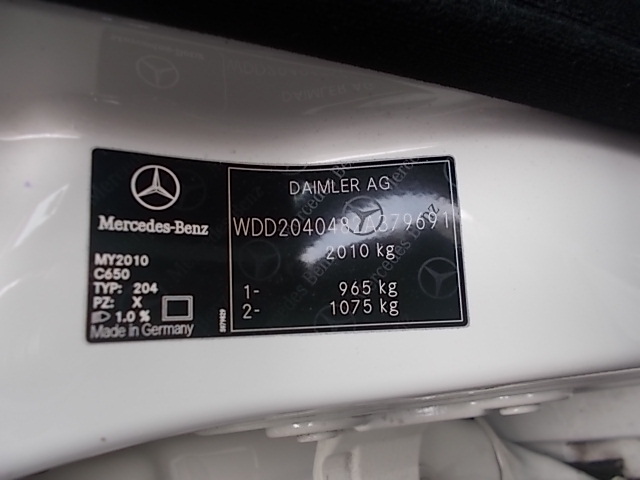 Mercedes-Benz
MY2010
C650
TYP: 204
PZ: X
1.0 %
Made in Germany
DAIMLER AG
2010 kg
1- 965 kg
2- 1075 kg